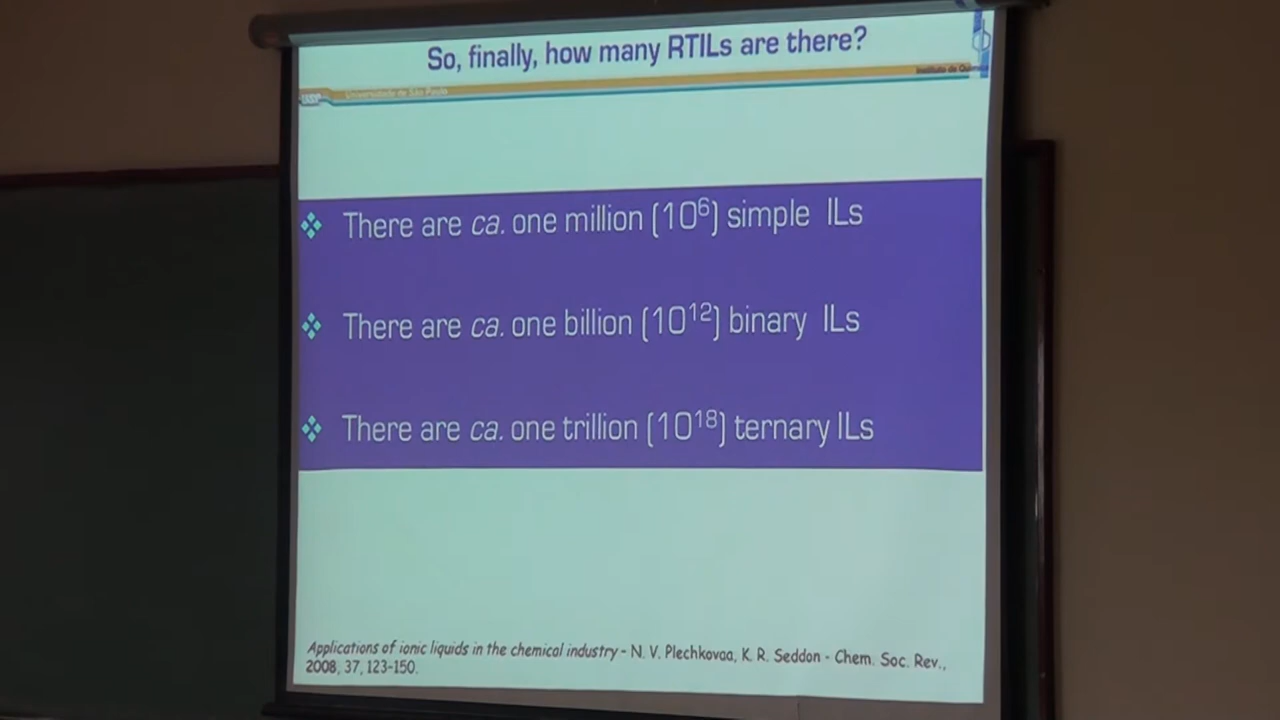 So, finally, how many RTILs are there?
Instituto de Química
USP Universidade de São Paulo
❖ There are ca. one million (10⁶) simple ILs
❖ There are ca. one billion (10¹²) binary ILs
❖ There are ca. one trillion (10¹⁸) ternary ILs
Applications of ionic liquids in the chemical industry - N. V. Plechkovaa, K. R. Seddon - Chem. Soc. Rev.,
2008, 37, 123-150.